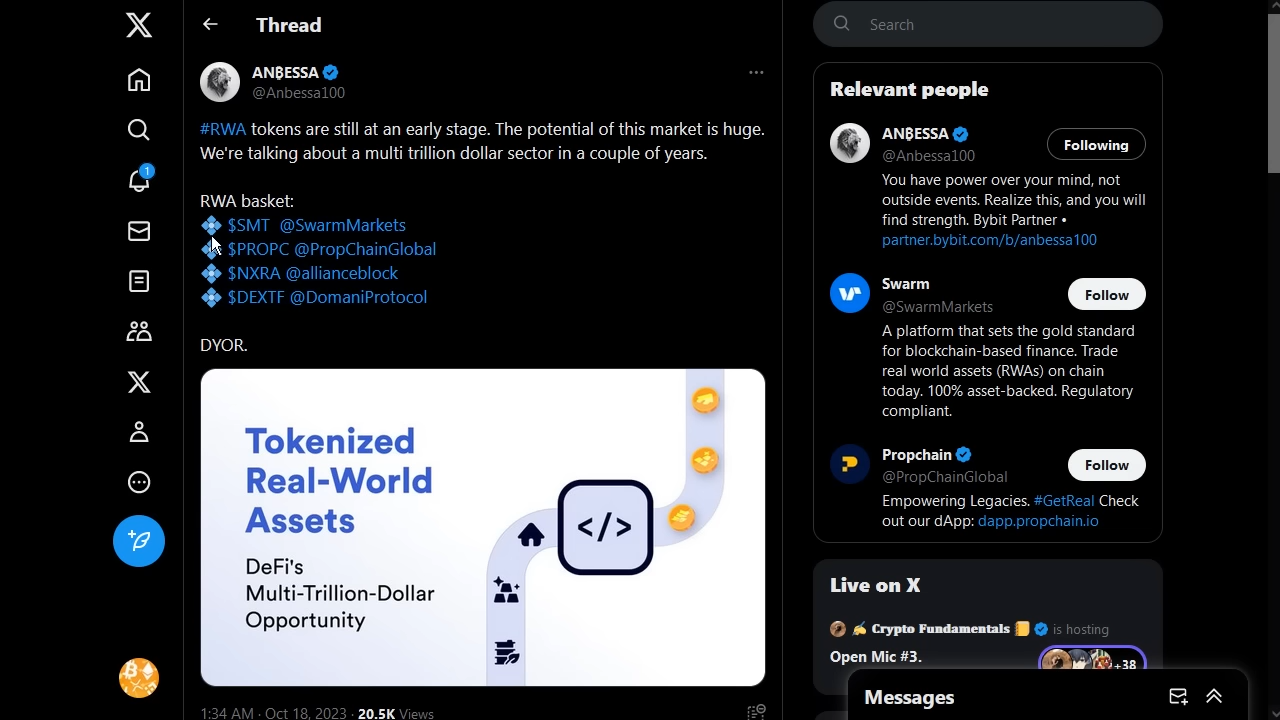 Thread
ANɃESSA
@Anbessa100
#RWA tokens are still at an early stage. The potential of this market is huge.
We're talking about a multi trillion dollar sector in a couple of years.
RWA basket:
$SMT @SwarmMarkets
$PROPC @PropChainGlobal
$NXRA @allianceblock
$DEXTF @DomaniProtocol
DYOR.
Tokenized
Real-World
Assets
DeFi's
Multi-Trillion-Dollar
Opportunity
</>
1:34 AM · Oct 18, 2023 · 20.5K Views
1
Search
Relevant people
ANɃESSA
@Anbessa100
Following
You have power over your mind, not
outside events. Realize this, and you will
find strength. Bybit Partner •
partner.bybit.com/b/anbessa100
Swarm
@SwarmMarkets
Follow
A platform that sets the gold standard
for blockchain-based finance. Trade
real world assets (RWAs) on chain
today. 100% asset-backed. Regulatory
compliant.
Propchain
@PropChainGlobal
Follow
Empowering Legacies. #GetReal Check
out our dApp: dapp.propchain.io
Live on X
Crypto Fundamentals is hosting
Open Mic #3.
+38
Messages